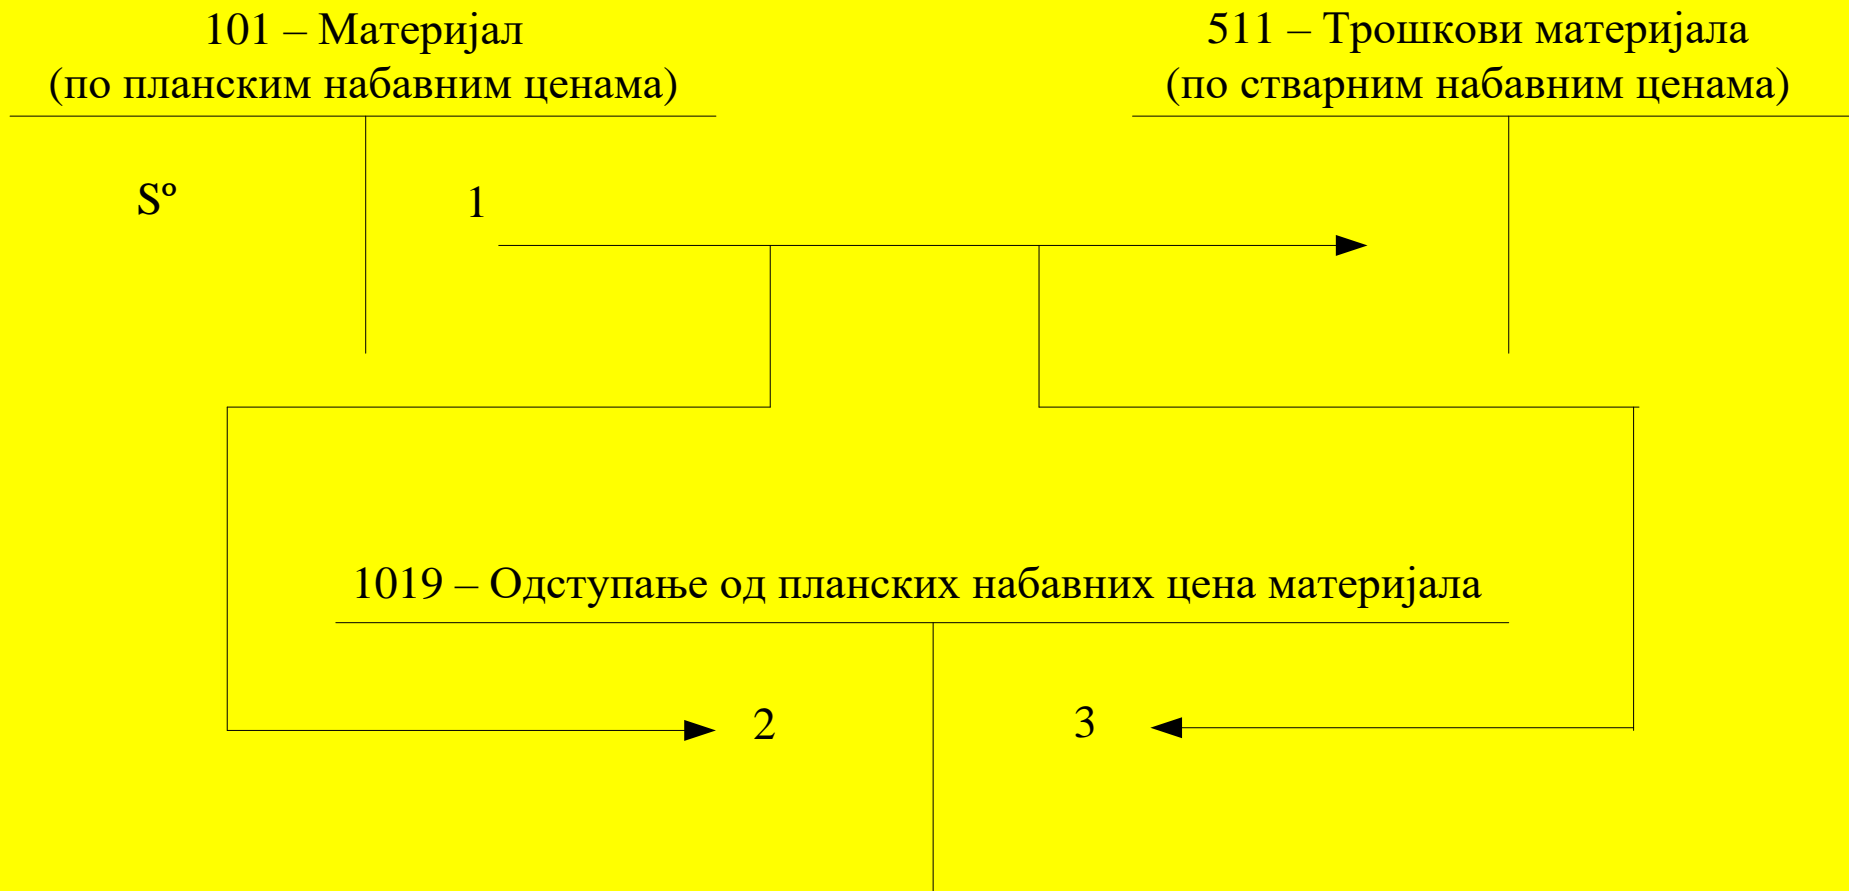 101 – Материјал
(по планским набавним ценама)
511 – Трошкови материјала
(по стварним набавним ценама)
Sº
1
1019 – Одступање од планских набавних цена материјала
2
3